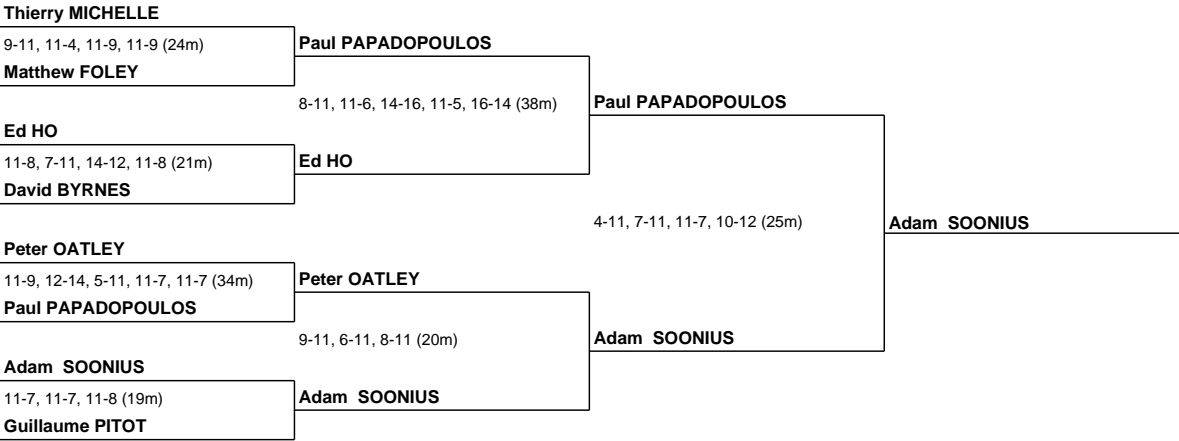 Thierry MICHELLE
9-11, 11-4, 11-9, 11-9 (24m)
Matthew FOLEY
Ed HO
11-8, 7-11, 14-12, 11-8 (21m)
David BYRNES
Peter OATLEY
11-9, 12-14, 5-11, 11-7, 11-7 (34m)
Paul PAPADOPOULOS
Adam SOONIUS
11-7, 11-7, 11-8 (19m)
Guillaume PITOT
Paul PAPADOPOULOS
8-11, 11-6, 14-16, 11-5, 16-14 (38m)
Ed HO
Peter OATLEY
9-11, 6-11, 8-11 (20m)
Adam SOONIUS
Paul PAPADOPOULOS
4-11, 7-11, 11-7, 10-12 (25m)
Adam SOONIUS
Adam SOONIUS